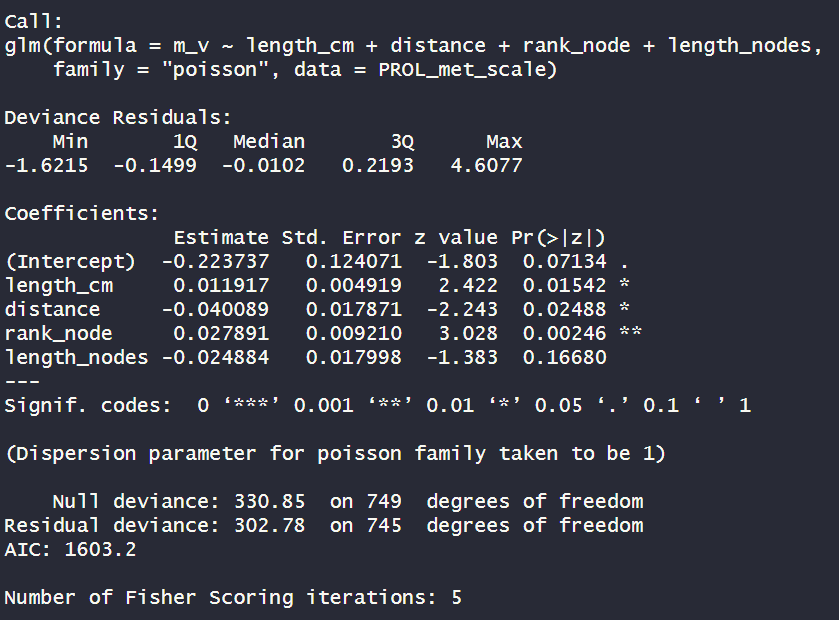 Call:
glm(formula = m_v ~ length_cm + distance + rank_node + length_nodes,
    family = "poisson", data = PROL_met_scale)

Deviance Residuals:
    Min       1Q   Median       3Q      Max
-1.6215  -0.1499  -0.0102   0.2193   4.6077

Coefficients:
              Estimate Std. Error z value Pr(>|z|)
(Intercept)  -0.223737   0.124071  -1.803  0.07134 .
length_cm     0.011917   0.004919   2.422  0.01542 *
distance     -0.040089   0.017871  -2.243  0.02488 *
rank_node     0.027891   0.009210   3.028  0.00246 **
length_nodes -0.024884   0.017998  -1.383  0.16680
---
Signif. codes:  0 ‘***’ 0.001 ‘**’ 0.01 ‘*’ 0.05 ‘.’ 0.1 ‘ ’ 1

(Dispersion parameter for poisson family taken to be 1)

    Null deviance: 330.85  on 749  degrees of freedom
Residual deviance: 302.78  on 745  degrees of freedom
AIC: 1603.2

Number of Fisher Scoring iterations: 5